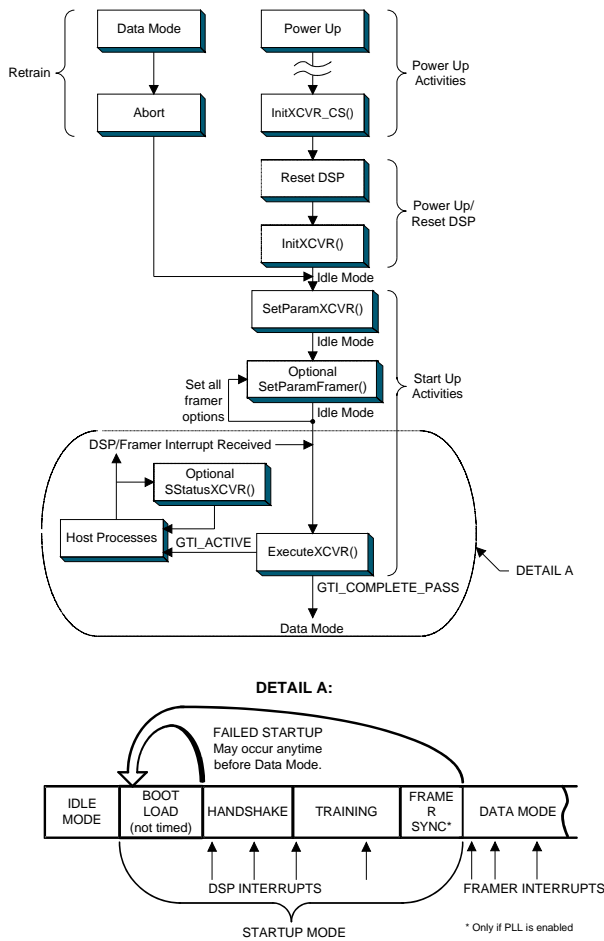 Data Mode
Power Up
Retrain
Power Up
Activities
Abort
InitXCVR_CS()
Reset DSP
Power Up/
Reset DSP
InitXCVR()
Idle Mode
SetParamXCVR()
Idle Mode
Optional
SetParamFramer()
Set all
framer
options
Start Up
Activities
Idle Mode
DSP/Framer Interrupt Received
Optional
SStatusXCVR()
Host Processes
GTI_ACTIVE
ExecuteXCVR()
DETAIL A
GTI_COMPLETE_PASS
Data Mode
DETAIL A:
FAILED STARTUP
May occur anytime
before Data Mode.
IDLE
MODE
BOOT
LOAD
(not timed)
HANDSHAKE
TRAINING
FRAME
R
SYNC*
DATA MODE
DSP INTERRUPTS
FRAMER INTERRUPTS
STARTUP MODE
* Only if PLL is enabled